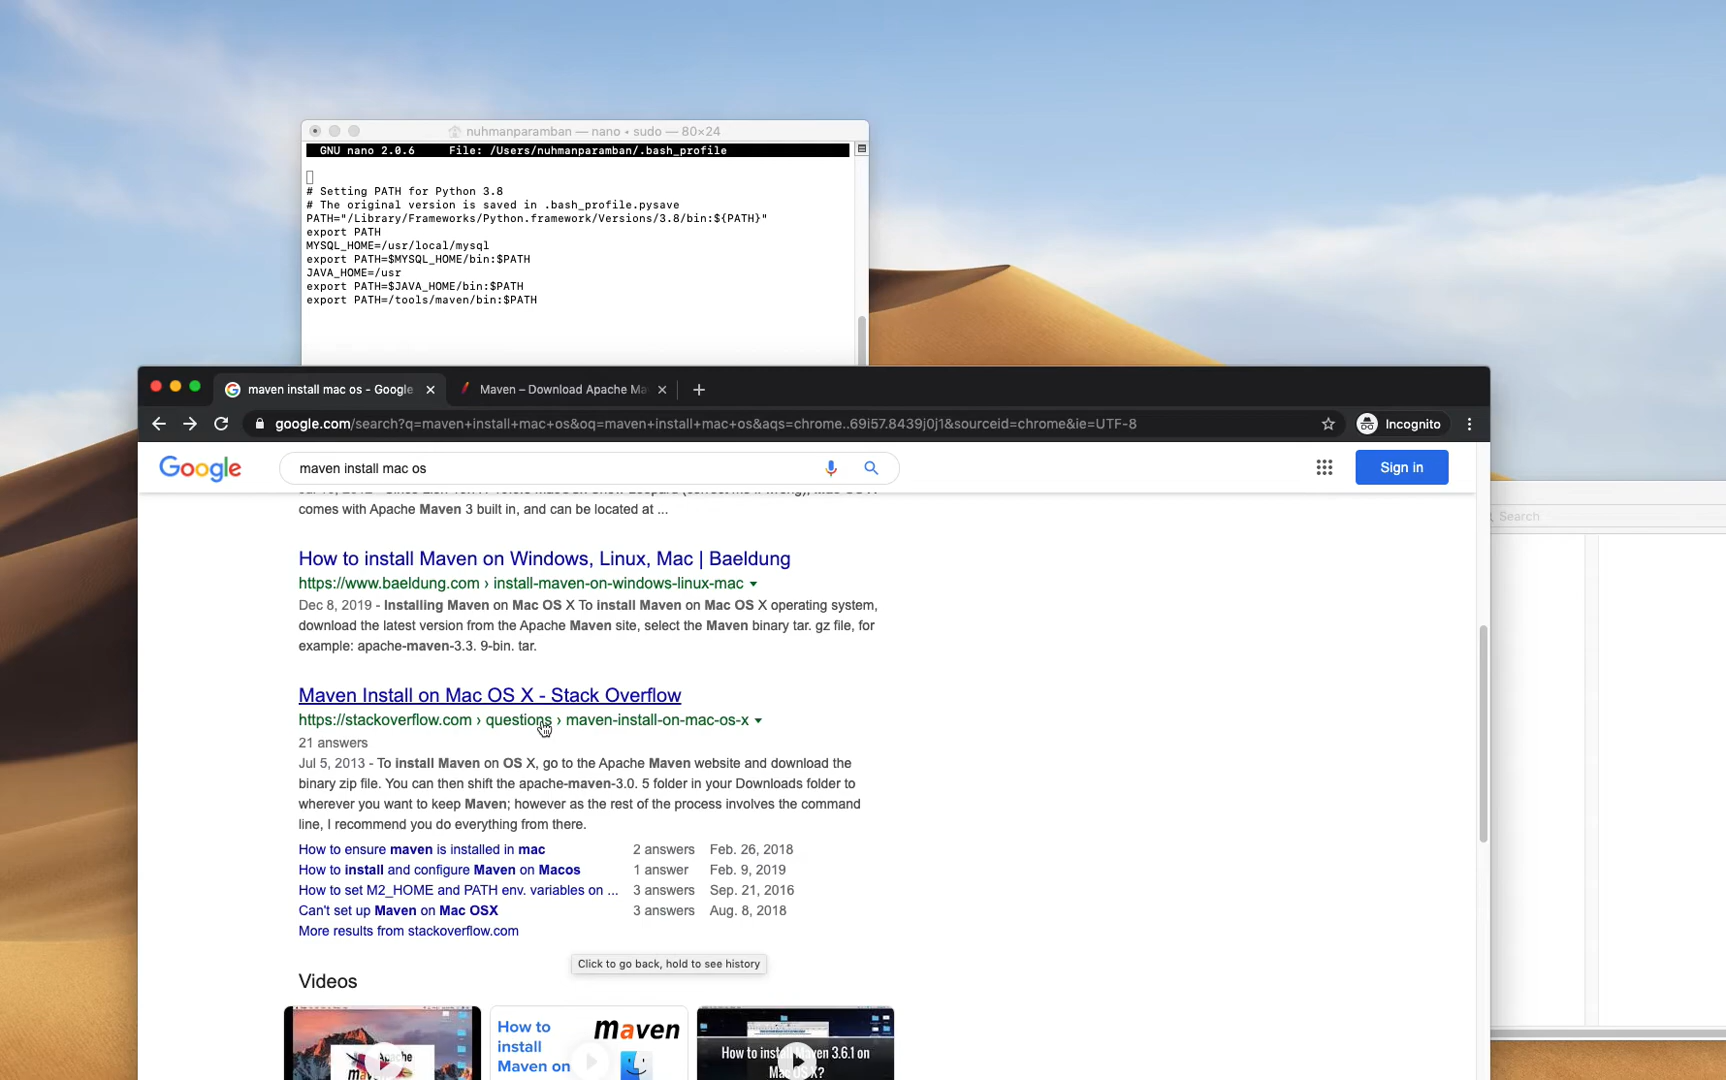 nuhmanparamban — nano • sudo — 80×24
GNU nano 2.0.6 File: /Users/nuhmanparamban/.bash_profile
# Setting PATH for Python 3.8
# The original version is saved in .bash_profile.pysave
PATH="/Library/Frameworks/Python.framework/Versions/3.8/bin:${PATH}"
export PATH
MYSQL_HOME=/usr/local/mysql
export PATH=$MYSQL_HOME/bin:$PATH
JAVA_HOME=/usr
export PATH=$JAVA_HOME/bin:$PATH
export PATH=/tools/maven/bin:$PATH
maven install mac os - Google
Maven – Download Apache Ma
google.com/search?q=maven+install+mac+os&oq=maven+install+mac+os&aqs=chrome..69i57.8439j0j1&sourceid=chrome&ie=UTF-8
Incognito
Google
maven install mac os
Sign in
Search
comes with Apache Maven 3 built in, and can be located at ...
How to install Maven on Windows, Linux, Mac | Baeldung
https://www.baeldung.com › install-maven-on-windows-linux-mac
Dec 8, 2019 - Installing Maven on Mac OS X To install Maven on Mac OS X operating system,
download the latest version from the Apache Maven site, select the Maven binary tar. gz file, for
example: apache-maven-3.3. 9-bin. tar.
Maven Install on Mac OS X - Stack Overflow
https://stackoverflow.com › questions › maven-install-on-mac-os-x
21 answers
Jul 5, 2013 - To install Maven on OS X, go to the Apache Maven website and download the
binary zip file. You can then shift the apache-maven-3.0. 5 folder in your Downloads folder to
wherever you want to keep Maven; however as the rest of the process involves the command
line, I recommend you do everything from there.
How to ensure maven is installed in mac 2 answers Feb. 26, 2018
How to install and configure Maven on Macos 1 answer Feb. 9, 2019
How to set M2_HOME and PATH env. variables on ... 3 answers Sep. 21, 2016
Can't set up Maven on Mac OSX 3 answers Aug. 8, 2018
More results from stackoverflow.com
Click to go back, hold to see history
Videos
Apache
How to
install
Maven on
maven
How to install Maven 3.6.1 on
Mac OS X?